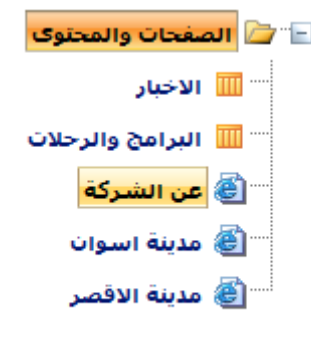 الصفحات والمحتوى
الاخبار
البرامج والرحلات
عن الشركة
مدينة اسوان
مدينة الاقصر